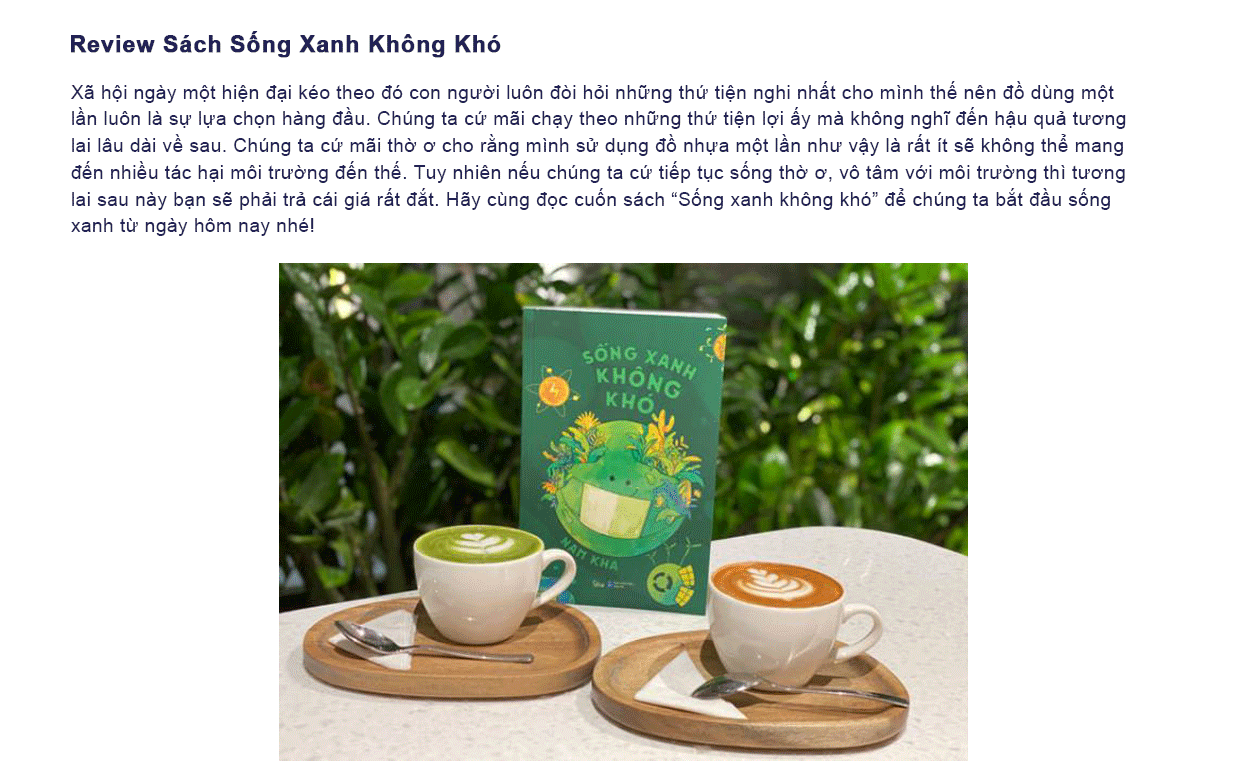 Review Sách Sống Xanh Không Khó
Xã hội ngày một hiện đại kéo theo đó con người luôn đòi hỏi những thứ tiện nghi nhất cho mình thế nên đồ dùng một
lần luôn là sự lựa chọn hàng đầu. Chúng ta cứ mãi chạy theo những thứ tiện lợi ấy mà không nghĩ đến hậu quả tương
lai lâu dài về sau. Chúng ta cứ mãi thờ ơ cho rằng mình sử dụng đồ nhựa một lần như vậy là rất ít sẽ không thể mang
đến nhiều tác hại môi trường đến thế. Tuy nhiên nếu chúng ta cứ tiếp tục sống thờ ơ, vô tâm với môi trường thì tương
lai sau này bạn sẽ phải trả cái giá rất đắt. Hãy cùng đọc cuốn sách “Sống xanh không khó” để chúng ta bắt đầu sống
xanh từ ngày hôm nay nhé!
SỐNG XANH
KHÔNG
KHÓ
NAM KHA